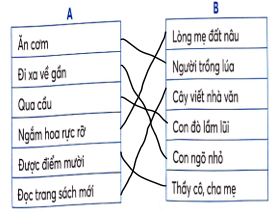 A
B
Ăn cơm
Đi xa về gần
Qua cầu
Ngắm hoa rực rỡ
Được điểm mười
Đọc trang sách mới
Lòng mẹ đất nâu
Người trồng lúa
Cây viết nhà văn
Con đò lầm lũi
Con ngõ nhỏ
Thầy cô, cha mẹ